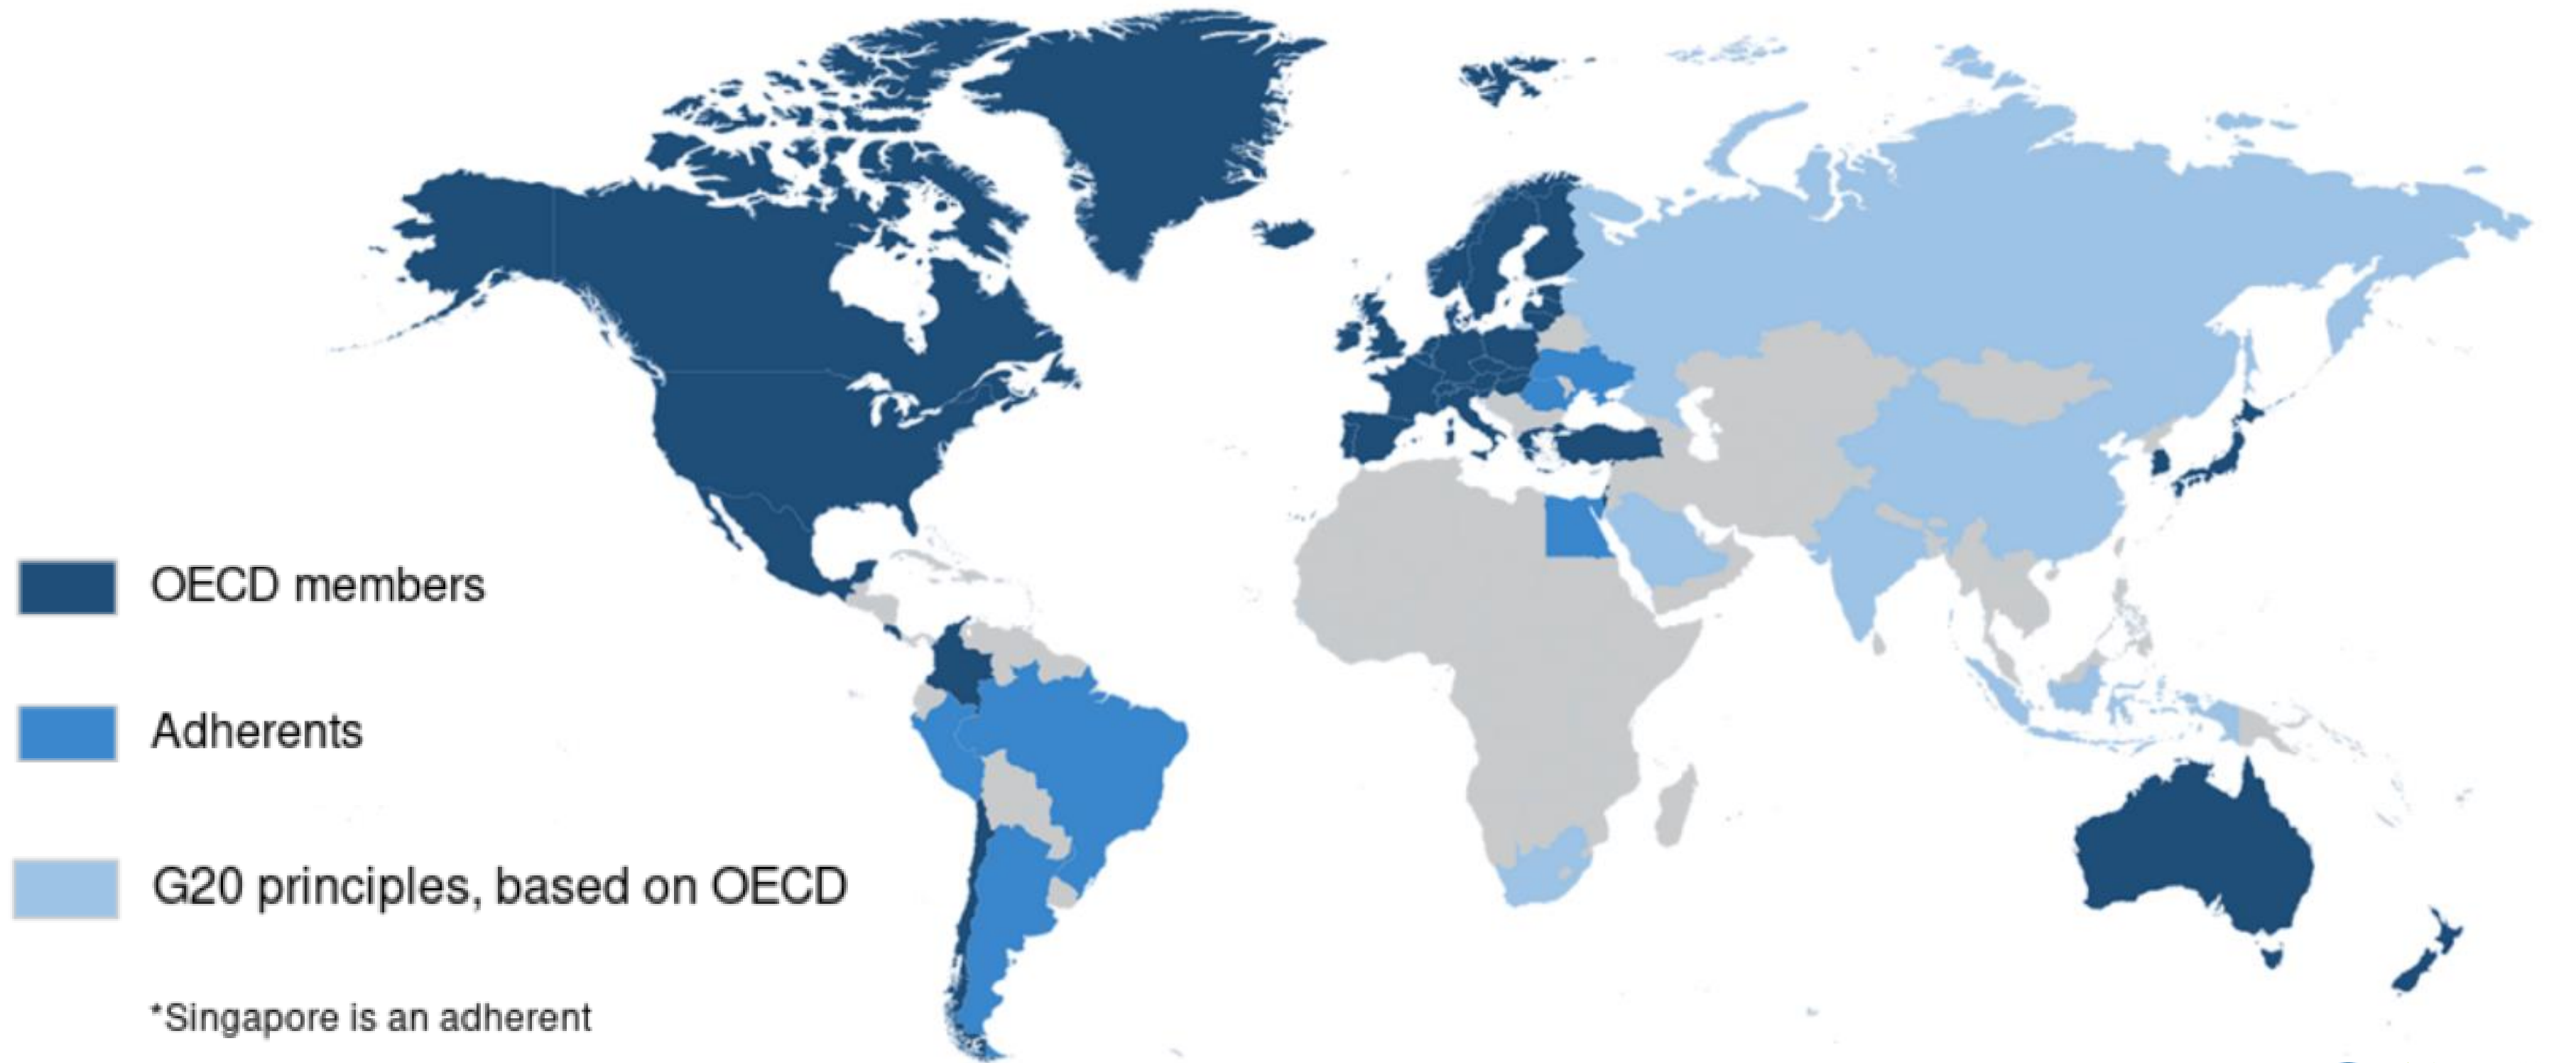 OECD members
Adherents
G20 principles, based on OECD
*Singapore is an adherent